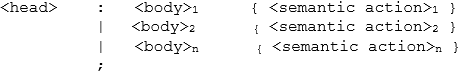 <head> : <body>₁ { <semantic action>₁ }
| <body>₂ { <semantic action>₂ }
| <body>ₙ { <semantic action>ₙ }
;